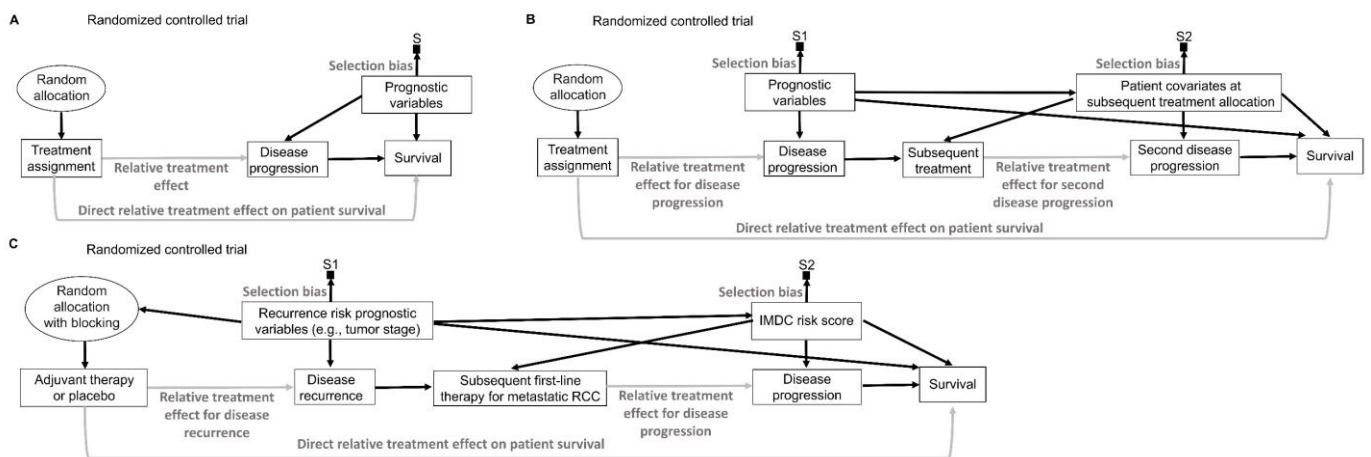 A
Randomized controlled trial
S
Selection bias
Random
allocation
Prognostic
variables
Treatment
assignment
Relative treatment
effect
Disease
progression
Survival
Direct relative treatment effect on patient survival
B
Randomized controlled trial
S1
S2
Selection bias
Selection bias
Random
allocation
Prognostic
variables
Patient covariates at
subsequent treatment allocation
Treatment
assignment
Relative treatment
effect for disease
progression
Disease
progression
Subsequent
treatment
Relative treatment
effect for second
disease progression
Second disease
progression
Survival
Direct relative treatment effect on patient survival
C
Randomized controlled trial
S1
S2
Selection bias
Selection bias
Random
allocation
with blocking
Recurrence risk prognostic
variables (e.g., tumor stage)
IMDC risk score
Adjuvant therapy
or placebo
Relative treatment
effect for disease
recurrence
Disease
recurrence
Subsequent first-line
therapy for metastatic RCC
Relative treatment
effect for disease
progression
Disease
progression
Survival
Direct relative treatment effect on patient survival